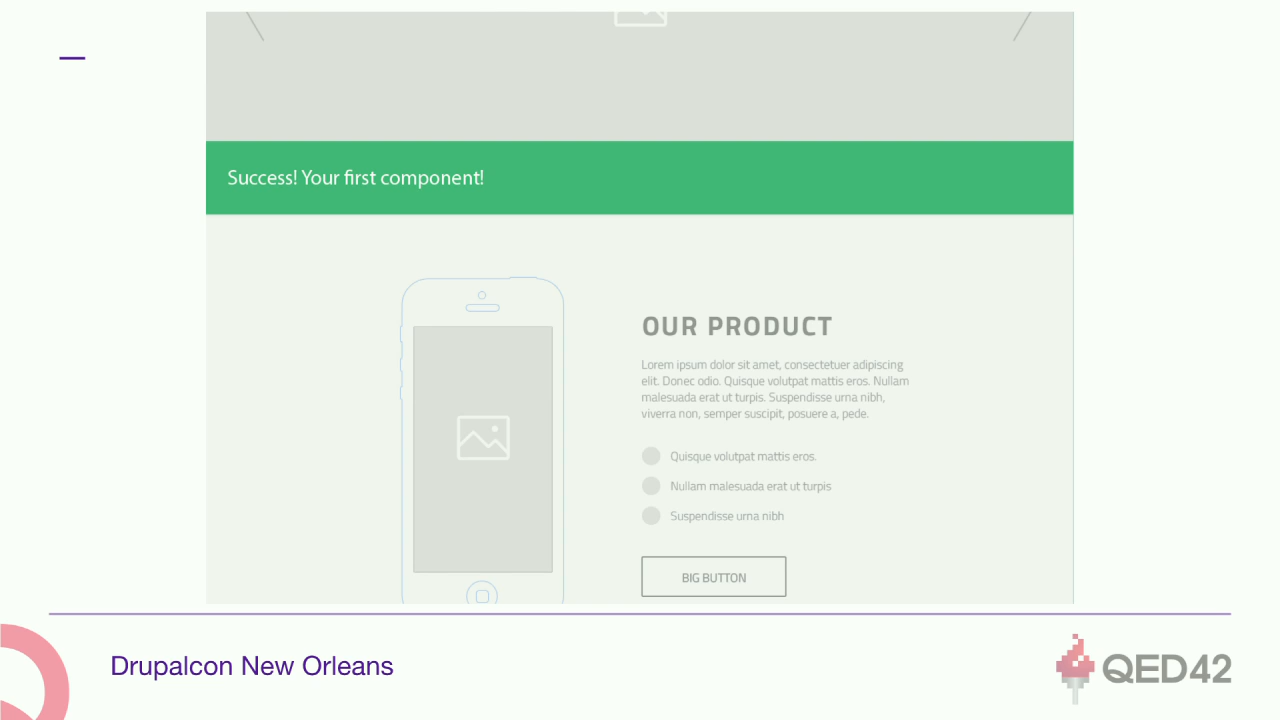 Success! Your first component!
OUR PRODUCT
Lorem ipsum dolor sit amet, consectetuer adipiscing
elit. Donec odio. Quisque volutpat mattis eros. Nullam
malesuada erat ut turpis. Suspendisse urna nibh,
viverra non, semper suscipit, posuere a, pede.
Quisque volutpat mattis eros.
Nullam malesuada erat ut turpis
Suspendisse urna nibh
BIG BUTTON
Drupalcon New Orleans
QED42